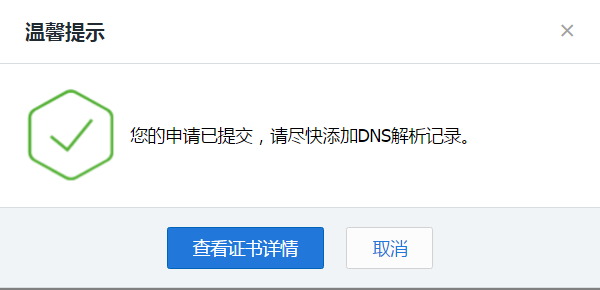 温馨提示
您的申请已提交，请尽快添加DNS解析记录。
查看证书详情
取消